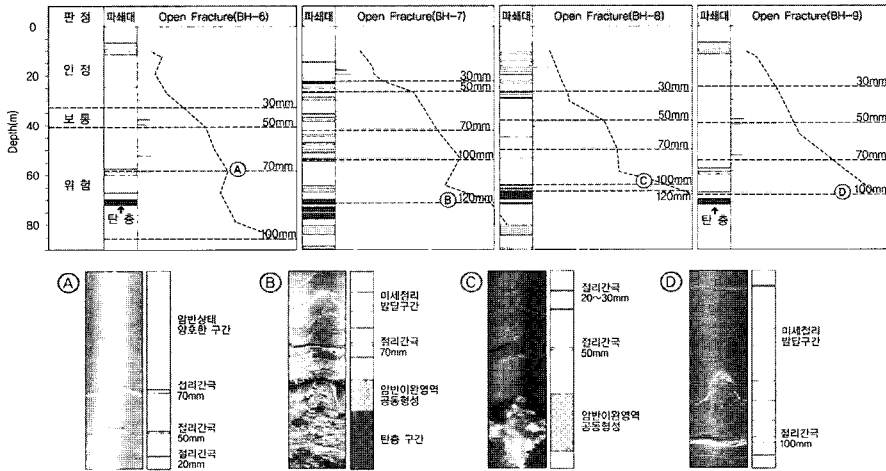 판 정
파쇄대
Open Fracture(BH-6)
파쇄대
Open Fracture(BH-7)
파쇄대
Open Fracture(BH-8)
파쇄대
Open Fracture(BH-9)
Depth(m)
0
20
40
60
80
안 정
보 통
위 험
30mm
50mm
70mm
100mm
A
탄 층
30mm
50mm
70mm
100mm
120mm
B
30mm
50mm
70mm
100mm
120mm
C
30mm
50mm
70mm
100mm
D
탄 층
A
암반상태
양호한 구간
절리간극
70mm
절리간극
50mm
절리간극
20mm
B
미세절리
발달구간
절리간극
70mm
암반이완영역
공동형성
탄층 구간
C
절리간극
20~30mm
절리간극
50mm
암반이완영역
공동형성
D
미세절리
발달구간
절리간극
100mm